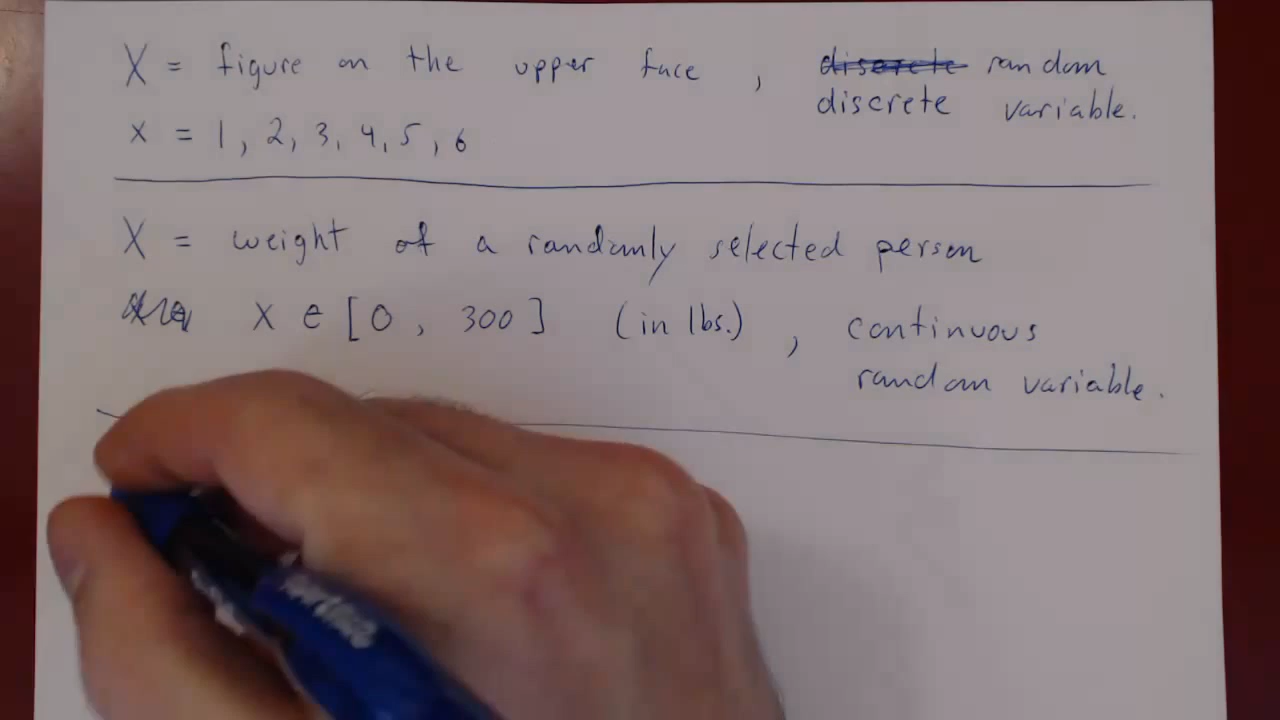 X = figure on the upper face , discrete random
discrete variable.
x = 1, 2, 3, 4, 5, 6
X = weight of a randomly selected person
x ∈ [0, 300] (in lbs.) , continuous
random variable.